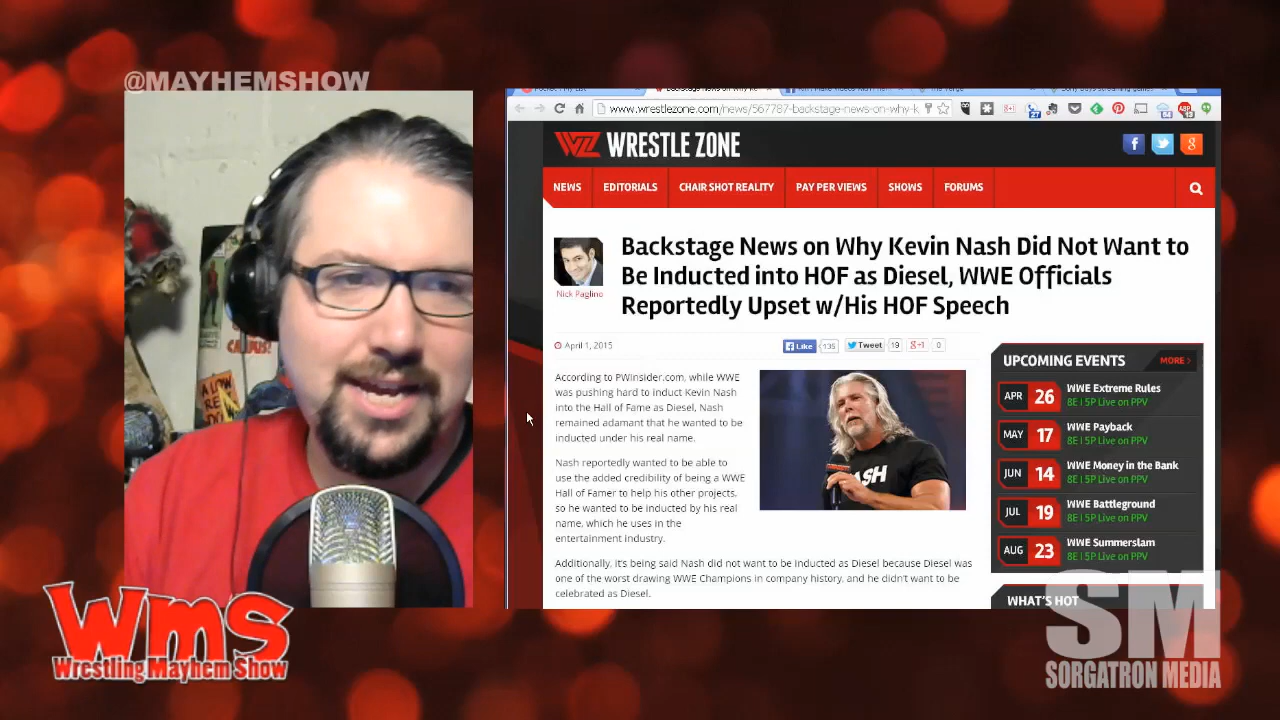 @MAYHEMSHOW
www.wrestlezone.com/news/567787-backstage-news-on-why-k
WZ WRESTLE ZONE
NEWS
EDITORIALS
CHAIR SHOT REALITY
PAY PER VIEWS
SHOWS
FORUMS
Backstage News on Why Kevin Nash Did Not Want to
Be Inducted into HOF as Diesel, WWE Officials
Reportedly Upset w/His HOF Speech
Nick Paglino
April 1, 2015
Like 135 Tweet 19 g+1 0
According to PWInsider.com, while WWE
was pushing hard to induct Kevin Nash
into the Hall of Fame as Diesel, Nash
remained adamant that he wanted to be
inducted under his real name.
Nash reportedly wanted to be able to
use the added credibility of being a WWE
Hall of Famer to help his other projects,
so he wanted to be inducted by his real
name, which he uses in the
entertainment industry.
Additionally, it's being said Nash did not want to be inducted as Diesel because Diesel was
one of the worst drawing WWE Champions in company history, and he didn't want to be
celebrated as Diesel.
UPCOMING EVENTS MORE >
APR 26 WWE Extreme Rules
8E | 5P Live on PPV
MAY 17 WWE Payback
8E | 5P Live on PPV
JUN 14 WWE Money in the Bank
8E | 5P Live on PPV
JUL 19 WWE Battleground
8E | 5P Live on PPV
AUG 23 WWE Summerslam
8E | 5P Live on PPV
WHAT'S HOT
A LOW
WMS
Wrestling Mayhem Show
SM
SORGATRON MEDIA